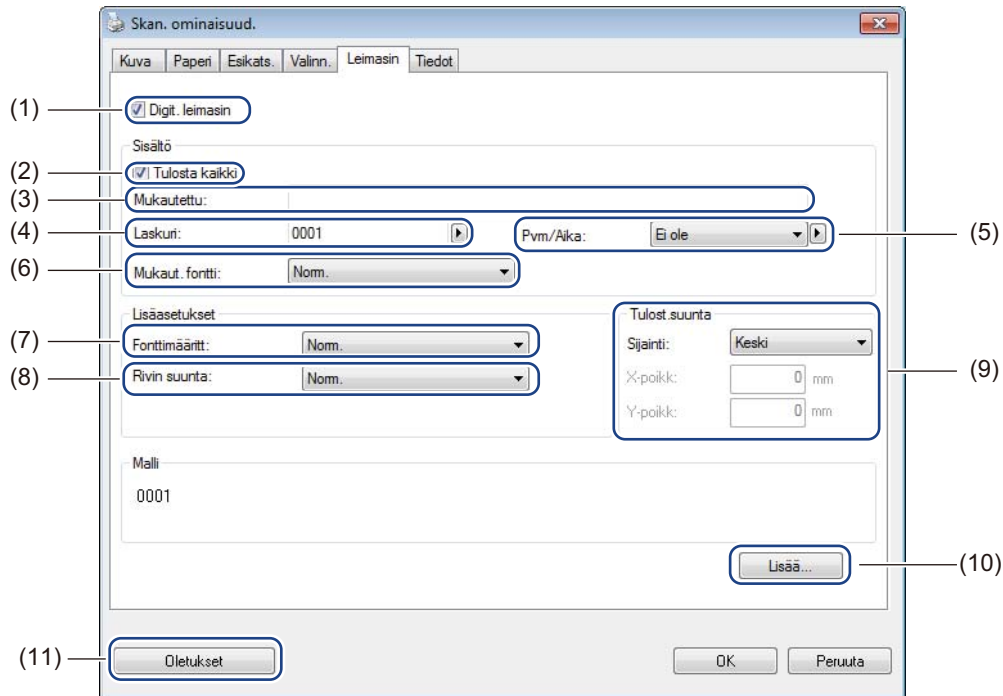 Skan. ominaisuud.
Kuva Paperi Esikats. Valinn. Leimasin Tiedot
(1) Digit. leimasin
Sisältö
(2) Tulosta kaikki
(3) Mukautettu:
(4) Laskuri: 0001 Pvm/Aika: Ei ole (5)
(6) Mukaut. fontti: Norm.
Lisäasetukset Tulost.suunta
(7) Fonttimääritt: Norm. Sijainti: Keski
(8) Rivin suunta: Norm. X-poikk: 0 mm (9)
Y-poikk: 0 mm
Malli
0001
Lisää... (10)
(11) Oletukset OK Peruuta